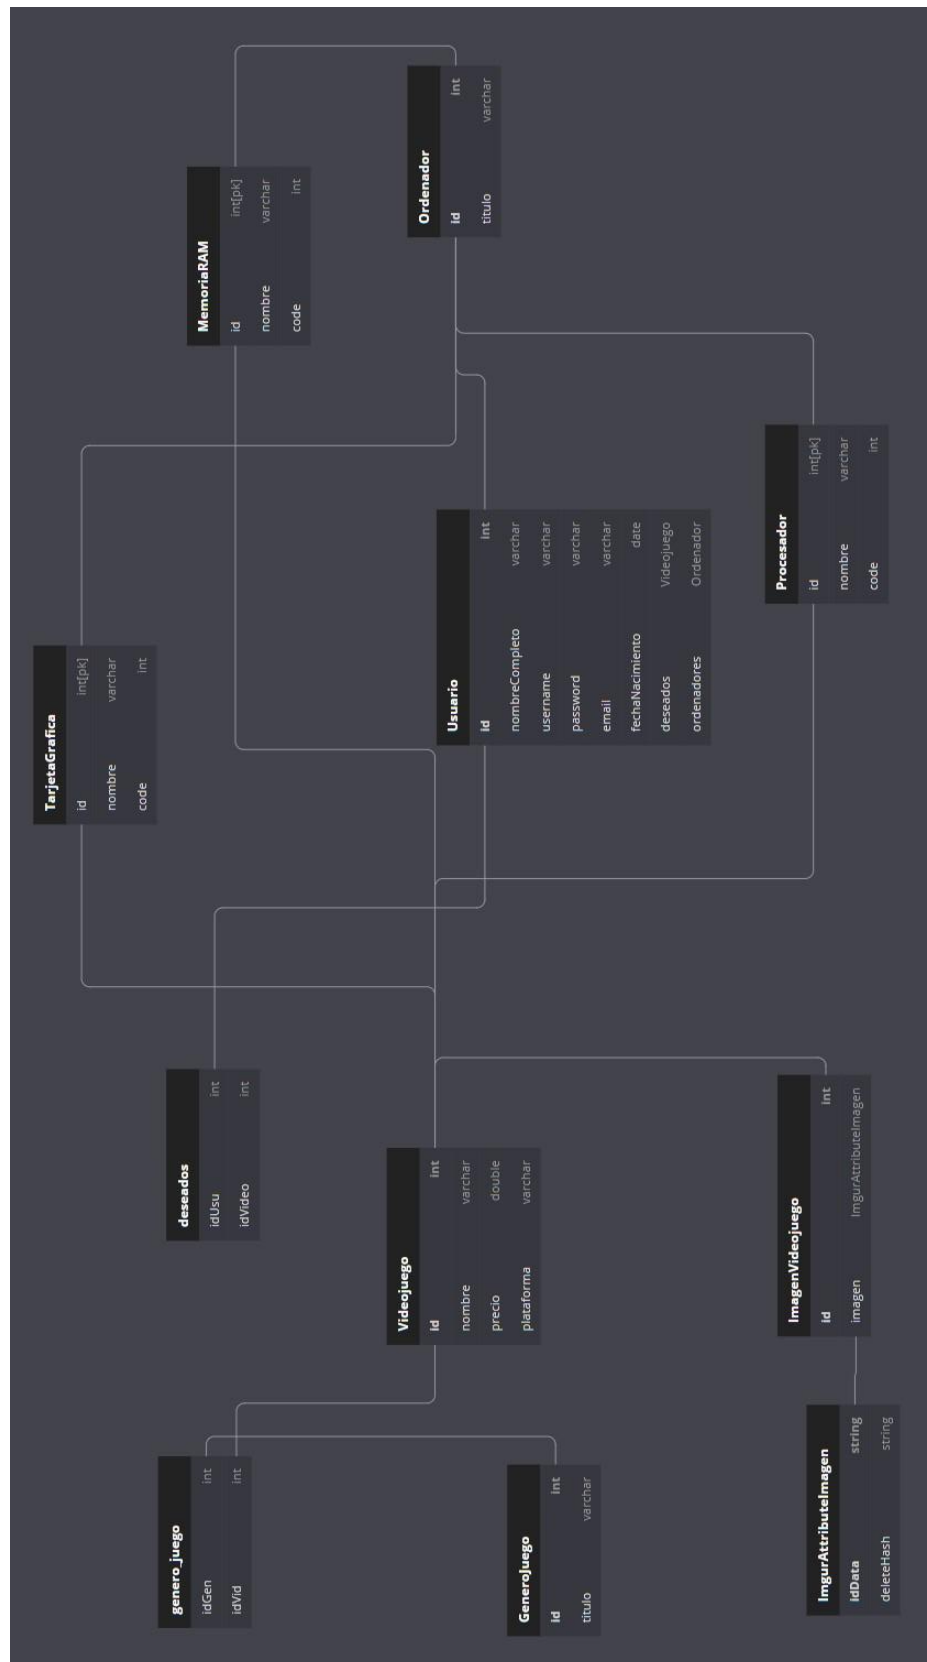 TarjetaGrafica
id int[pk]
nombre varchar
code int
MemoriaRAM
id int[pk]
nombre varchar
code int
Ordenador
id int
titulo varchar
deseados
idUsu int
idVideo int
Usuario
id int
nombreCompleto varchar
username varchar
password varchar
email varchar
fechaNacimiento date
deseados Videojuego
ordenadores Ordenador
genero_juego
idGen int
idVid int
Videojuego
id int
nombre varchar
precio double
plataforma varchar
Procesador
id int[pk]
nombre varchar
code int
GeneroJuego
id int
titulo varchar
ImagenVideojuego
id int
imagen ImgurAttributeImagen
ImgurAttributeImagen
idData string
deleteHash string